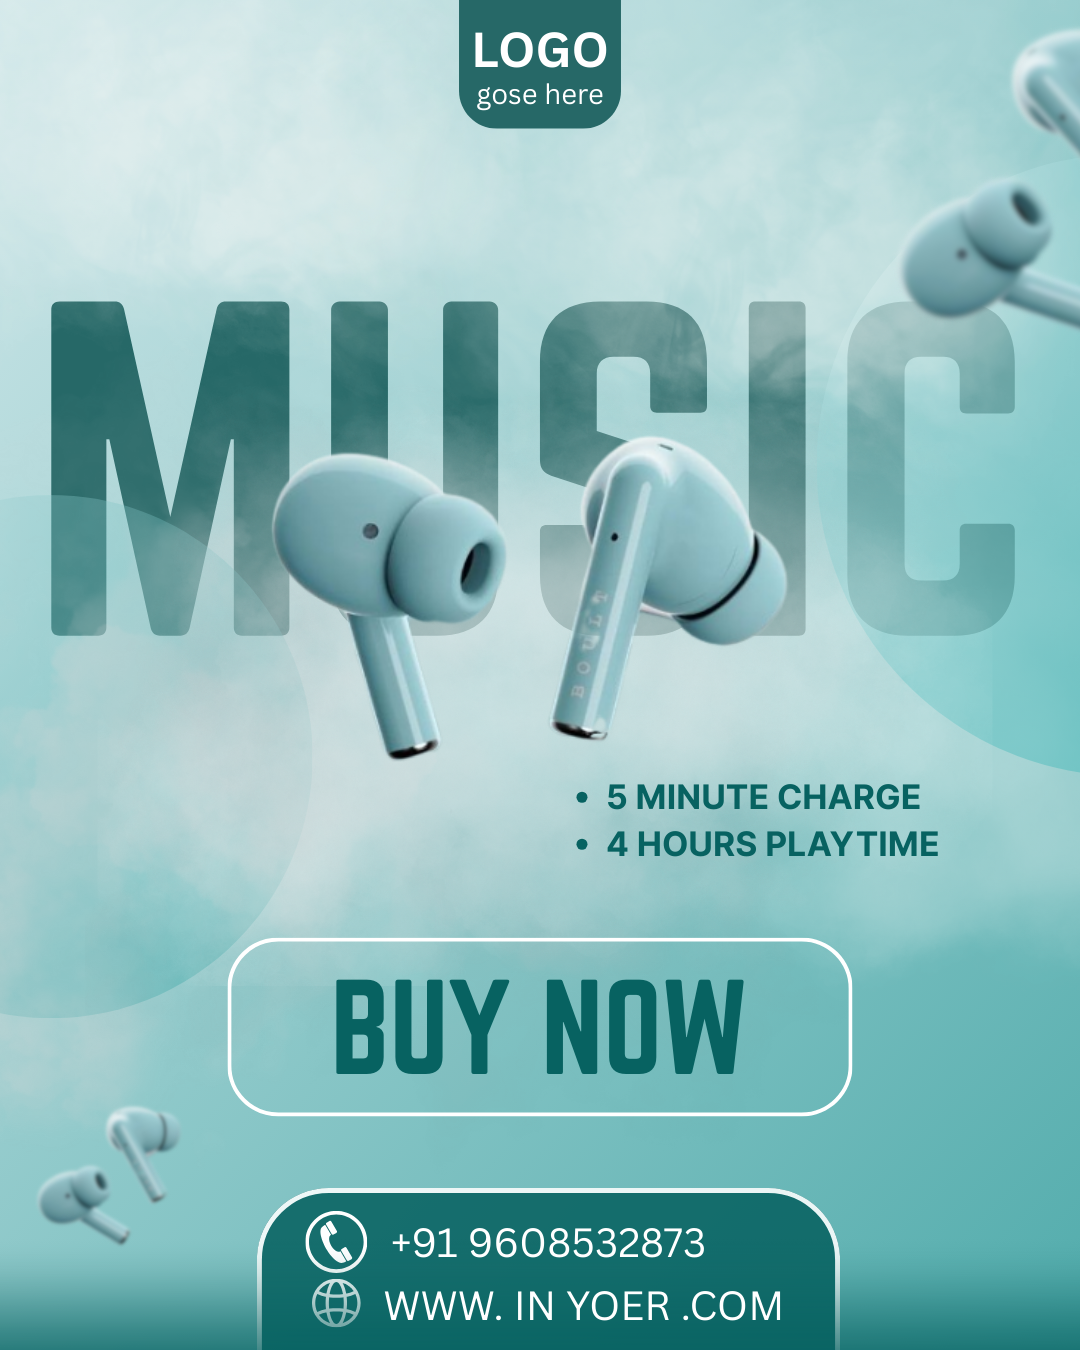 LOGO
gose here
MUSIC
BOULT
• 5 MINUTE CHARGE
• 4 HOURS PLAYTIME
BUY NOW
+91 9608532873
WWW. IN YOER .COM